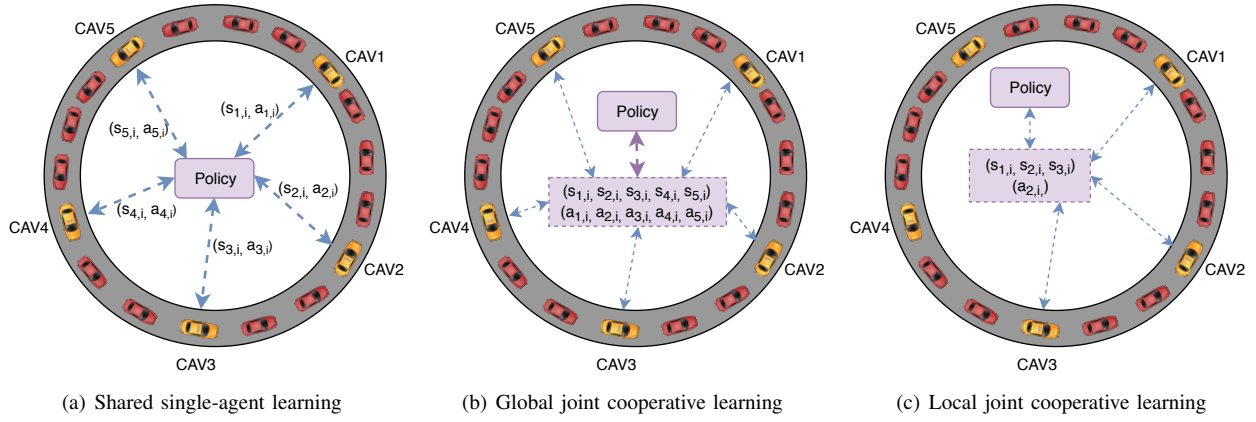 CAV5
CAV1
(s1,i, a1,i)
(s5,i, a5,i)
Policy
(s2,i, a2,i)
(s4,i, a4,i)
(s3,i, a3,i)
CAV4
CAV2
CAV3
(a) Shared single-agent learning
CAV5
CAV1
Policy
(s1,i, s2,i, s3,i, s4,i, s5,i)
(a1,i, a2,i, a3,i, a4,i, a5,i)
CAV4
CAV2
CAV3
(b) Global joint cooperative learning
CAV5
CAV1
Policy
(s1,i, s2,i, s3,i)
(a2,i,)
CAV4
CAV2
CAV3
(c) Local joint cooperative learning